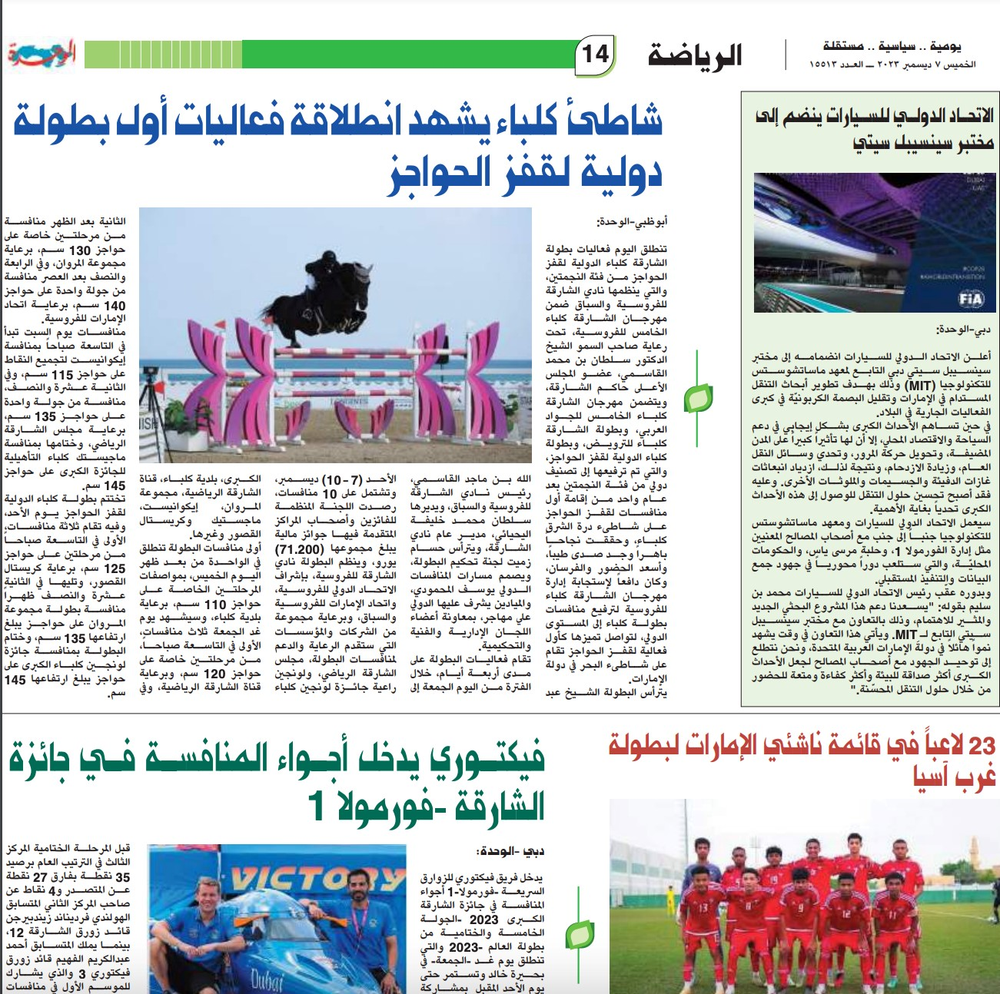 يومية .. سياسية .. مستقلة
الخميس ٧ ديسمبر ٢٠٢٣ ــ العدد ١٥٥١٣
الرياضة
14
الوحدة
الاتحاد الدولي للسيارات ينضم إلى
مختبر سينسيبل سيتي
DUBAI
UAE
#COP28
FiA
دبي-الوحدة:
أعلن الاتحاد الدولي للسيارات انضمامه إلى مختبر
سينسيبل سيتي دبي التابع لمعهد ماساتشوستس
للتكنولوجيا (MIT) وذلك بهدف تطوير أبحاث التنقل
المستدام في الإمارات وتقليل البصمة الكربونيّة في كبرى
الفعاليات الجارية في البلاد.
في حين تساهم الأحداث الكبرى بشكل إيجابي في دعم
السياحة والاقتصاد المحلي، إلا أن لها تأثيراً كبيراً على المدن
المضيفة، وتحويل حركة المرور، وتحدي وسائل النقل
العام، وزيادة الازدحام، ونتيجة لذلك، ازدياد انبعاثات
غازات الدفيئة والجسيمات والملوثات الأخرى. وعليه
فقد أصبح تحسين حلول التنقل للوصول إلى هذه الأحداث
الكبرى تحدياً بغاية الأهمية.
سيعمل الاتحاد الدولي للسيارات ومعهد ماساتشوستس
للتكنولوجيا جنباً إلى جنب مع أصحاب المصالح المعنيين
مثل إدارة الفورمولا 1، وحلبة مرسى ياس، والحكومات
المحليّة، والتي ستلعب دوراً محورياً في جهود جمع
البيانات والتنفيذ المستقبلي.
وبدوره عقّب رئيس الاتحاد الدولي للسيارات محمد بن
سليم بقوله: "يسعدنا دعم هذا المشروع البحثي الجديد
والمثير للاهتمام، وذلك بالتعاون مع مختبر سينسيبل
سيتي التابع لـ MIT. ويأتي هذا التعاون في وقت يشهد
نمواً هائلاً في دولة الإمارات العربية المتحدة، ونحن نتطلع
إلى توحيد الجهود مع أصحاب المصالح لجعل الأحداث
الكبرى أكثر صداقة للبيئة وأكثر كفاءة ومتعة للحضور
من خلال حلول التنقل المحسّنة."
شاطئ كلباء يشهد انطلاقة فعاليات أول بطولة
دولية لقفز الحواجز
أبوظبي-الوحدة:
تنطلق اليوم فعاليات بطولة
الشارقة كلباء الدولية لقفز
الحواجز من فئة النجمتين،
والتي ينظمها نادي الشارقة
للفروسية والسباق ضمن
مهرجان الشارقة كلباء
الخامس للفروسية، تحت
رعاية صاحب السمو الشيخ
الدكتور سلطان بن محمد
القاسمي، عضو المجلس
الأعلى حاكم الشارقة،
ويتضمن مهرجان الشارقة
كلباء الخامس للجواد
العربي، وبطولة الشارقة
كلباء للترويض، وبطولة
كلباء الدولية لقفز الحواجز،
والتي تم ترفيعها إلى تصنيف
دولي من فئة النجمتين بعد
عام واحد من إقامة أول
منافسات لقفز الحواجز
على شاطىء درة الشرق
كلباء، وحققت نجاحاً
باهراً وجد صدى طيباً،
وأسعد الحضور والفرسان،
وكان دافعاً لإستجابة إدارة
مهرجان الشارقة كلباء
للفروسية لترفيع منافسات
بطولة كلباء إلى المستوى
الدولي، لتواصل تميزها كأول
فعالية لقفز الحواجز تقام
على شاطىء البحر في دولة
الإمارات.
يترأس البطولة الشيخ عبد
الله بن ماجد القاسمي،
رئيس نادي الشارقة
للفروسية والسباق، ويديرها
سلطان محمد خليفة
اليحيائي، مدير عام نادي
الشارقة، ويترأس حسام
زميت لجنة تحكيم البطولة،
ويصمم مسارات المنافسات
الدولي يوسف المحمودي،
والميادين يشرف عليها الدولي
علي مهاجر، بمعاونة أعضاء
اللجان الإدارية والفنية
والتحكيمية.
تقام فعاليات البطولة على
مدى أربعة أيام، خلال
الفترة من اليوم الجمعة إلى
الأحد (7 – 10) ديسمبر،
وتشتمل على 10 منافسات،
رصدت اللجنة المنظمة
للفائزين وأصحاب المراكز
المتقدمة فيها جوائز مالية
يبلغ مجموعها (71.200)
يورو، وينظم البطولة نادي
الشارقة للفروسية، بإشراف
الاتحاد الدولي للفروسية،
واتحاد الإمارات للفروسية
والسباق، وبرعاية مجموعة
من الشركات والمؤسسات
التي ستقدم الرعاية والدعم
لمنافسات البطولة، مجلس
الشارقة الرياضي، ولونجين
راعية جائزة لونجين كلباء
الكبرى، بلدية كلباء، قناة
الشارقة الرياضية، مجموعة
المروان، إيكوانيست،
ماجستيك وكريستال
القصور وغيرها.
أولى منافسات البطولة تنطلق
في الواحدة من بعد ظهر
اليوم الخميس، بمواصفات
المرحلتين الخاصة على
حواجز 110 سم، برعاية
بلدية كلباء، وسيشهد يوم
غد الجمعة ثلاث منافسات،
الأولى في التاسعة صباحاً،
من مرحلتين خاصة على
حواجز 120 سم، وبرعاية
قناة الشارقة الرياضية، وفي
الثانية بعد الظهر منافسة
من مرحلتين خاصة على
حواجز 130 سم، برعاية
مجموعة المروان، وفي الرابعة
والنصف بعد العصر منافسة
من جولة واحدة على حواجز
140 سم، برعاية اتحاد
الإمارات للفروسية.
منافسات يوم السبت تبدأ
في التاسعة صباحاً بمنافسة
إيكوانيست لتجميع النقاط
على حواجز 115 سم، وفي
الثانية عشرة والنصف،
منافسة من جولة واحدة
على حواجز 135 سم،
برعاية مجلس الشارقة
الرياضي، وختامها بمنافسة
ماجيستك كلباء التأهيلية
للجائزة الكبرى على حواجز
145 سم.
تختتم بطولة كلباء الدولية
لقفز الحواجز يوم الأحد،
وفيه تقام ثلاثة منافسات،
الأولى في التاسعة صباحاً
من مرحلتين على حواجز
125 سم، برعاية كريستال
القصور، وتليها في الثانية
عشرة والنصف ظهراً
منافسة بطولة مجموعة
المروان على حواجز يبلغ
ارتفاعها 135 سم، وختام
البطولة بمنافسة جائزة
لونجين كلباء الكبرى على
حواجز يبلغ ارتفاعها 145
سم.
23 لاعباً في قائمة ناشئي الإمارات لبطولة
غرب آسيا
فيكتوري يدخل أجواء المنافسة في جائزة
الشارقة -فورمولا 1
دبي -الوحدة:
يدخل فريق فيكتوري للزوارق
السريعة -فورمولا-1 أجواء
المنافسة في جائزة الشارقة
الكبرى 2023 -الجولة
الخامسة والختامية من
بطولة العالم -2023 والتي
تنطلق يوم غد -الجمعة- في
بحيرة خالد وتستمر حتى
يوم الأحد المقبل بمشاركة
VICTORY
Dubai
قبل المرحلة الختامية المركز
الثالث في الترتيب العام برصيد
35 نقطة بفارق 27 نقطة
عن المتصدر و4 نقاط عن
صاحب المركز الثاني المتسابق
الهولندي فرديناند زيندبيرجن
قائد زورق الشارقة 12،
بينما يملك المتسابق أحمد
عبدالكريم الفهيم قائد زورق
فيكتوري 3 والذي يشارك
للموسم الأول في منافسات